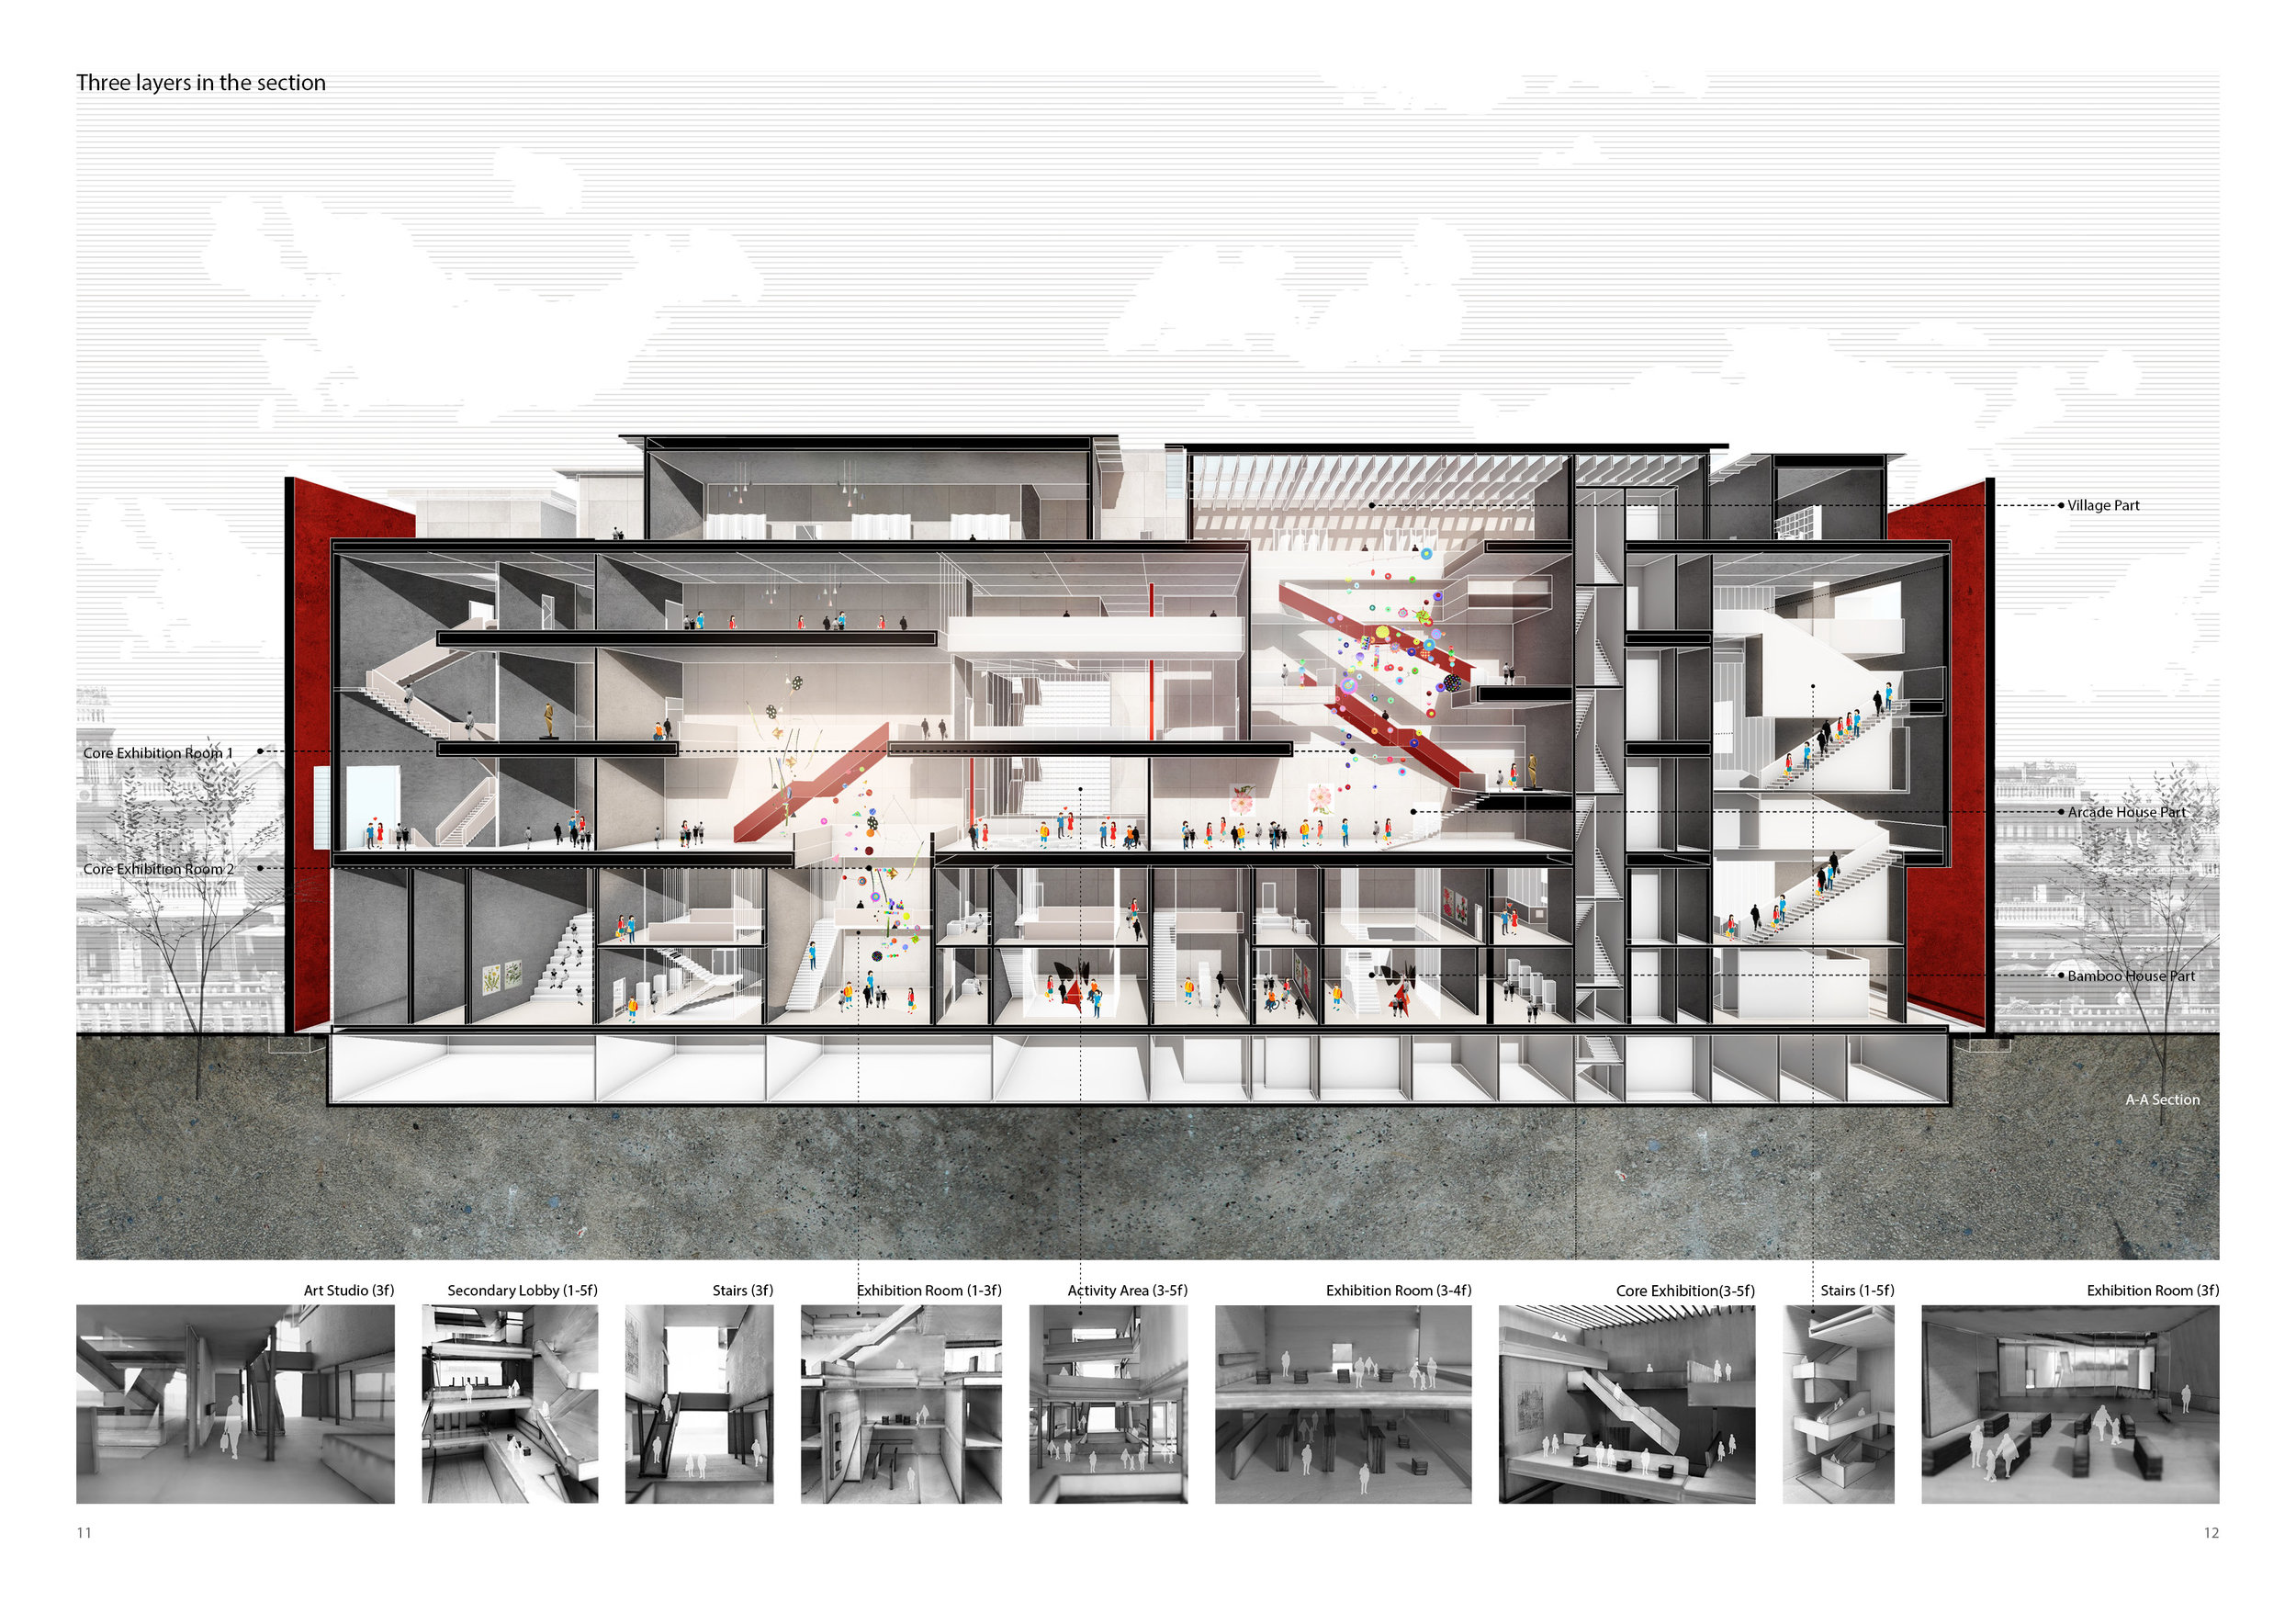 Three layers in the section
Village Part
Core Exhibition Room 1
Arcade House Part
Core Exhibition Room 2
Bamboo House Part
A-A Section
Art Studio (3f)
Secondary Lobby (1-5f)
Stairs (3f)
Exhibition Room (1-3f)
Activity Area (3-5f)
Exhibition Room (3-4f)
Core Exhibition(3-5f)
Stairs (1-5f)
Exhibition Room (3f)
11
12